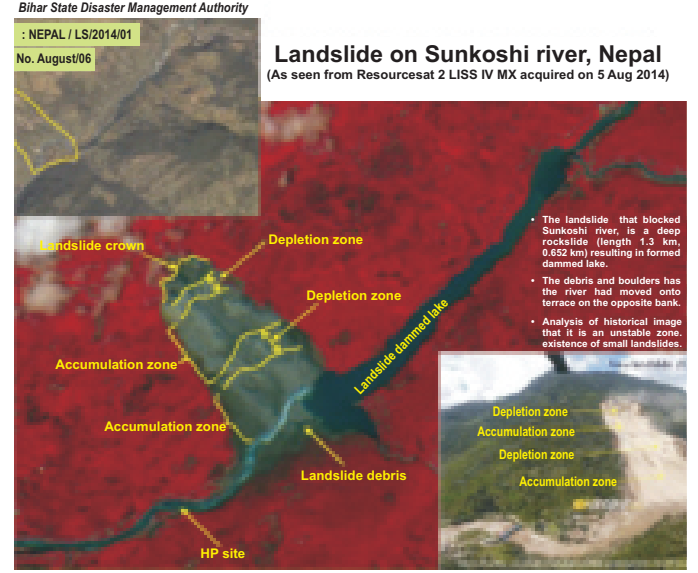 Bihar State Disaster Management Authority
: NEPAL / LS/2014/01
No. August/06
Landslide on Sunkoshi river, Nepal
(As seen from Resourcesat 2 LISS IV MX acquired on 5 Aug 2014)
• The landslide that blocked
Sunkoshi river, is a deep
rockslide (length 1.3 km,
0.652 km) resulting in formed
dammed lake.
• The debris and boulders has
the river had moved onto
terrace on the opposite bank.
• Analysis of historical image
that it is an unstable zone.
existence of small landslides.
Landslide crown
Depletion zone
Depletion zone
Landslide dammed lake
Accumulation zone
Accumulation zone
Landslide debris
HP site
Depletion zone
Accumulation zone
Depletion zone
Accumulation zone